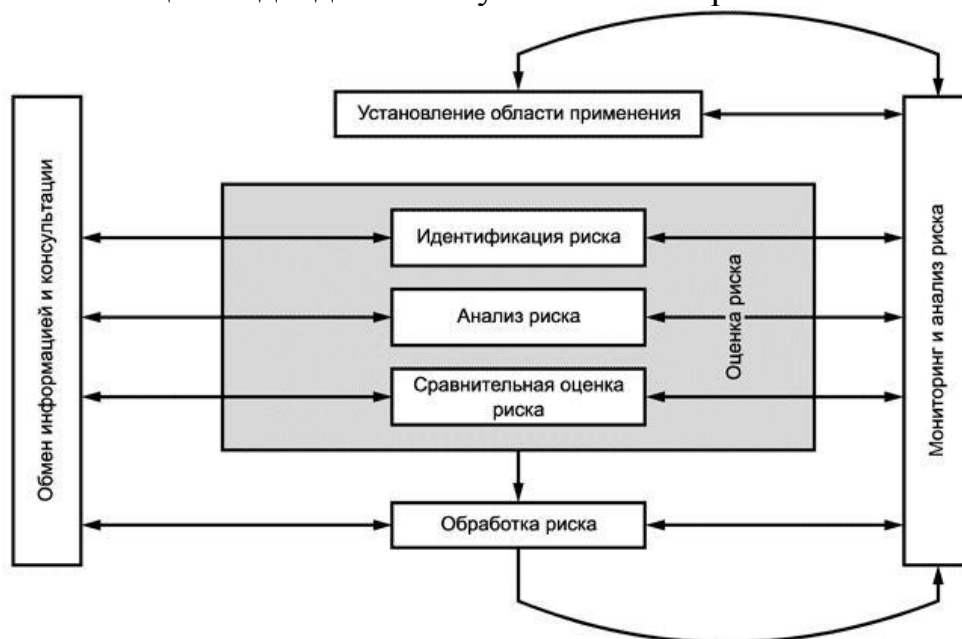 Установление области применения
Обмен информацией и консультации
Идентификация риска
Анализ риска
Сравнительная оценка
риска
Оценка риска
Мониторинг и анализ риска
Обработка риска